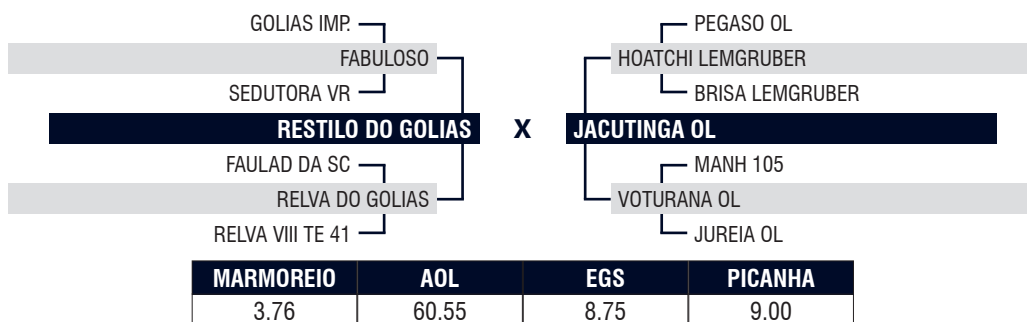 GOLIAS IMP. PEGASO OL
FABULOSO HOATCHI LEMGRUBER
SEDUTORA VR BRISA LEMGRUBER
RESTILO DO GOLIAS X JACUTINGA OL
FAULAD DA SC MANH 105
RELVA DO GOLIAS VOTURANA OL
RELVA VIII TE 41 JUREIA OL
MARMOREIO AOL EGS PICANHA
3.76 60.55 8.75 9.00